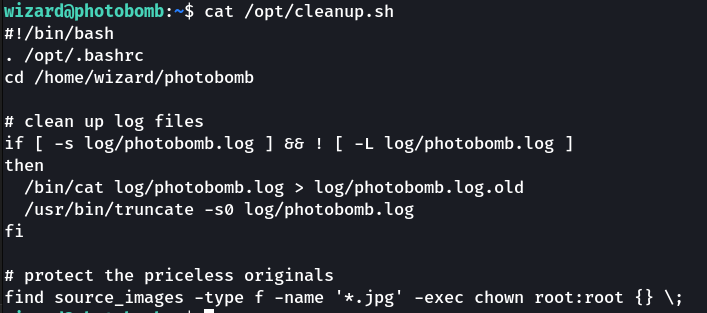 wizard@photobomb:~$ cat /opt/cleanup.sh
#!/bin/bash
. /opt/.bashrc
cd /home/wizard/photobomb
# clean up log files
if [ -s log/photobomb.log ] && ! [ -L log/photobomb.log ]
then
  /bin/cat log/photobomb.log > log/photobomb.log.old
  /usr/bin/truncate -s0 log/photobomb.log
fi
# protect the priceless originals
find source_images -type f -name '*.jpg' -exec chown root:root {} \;